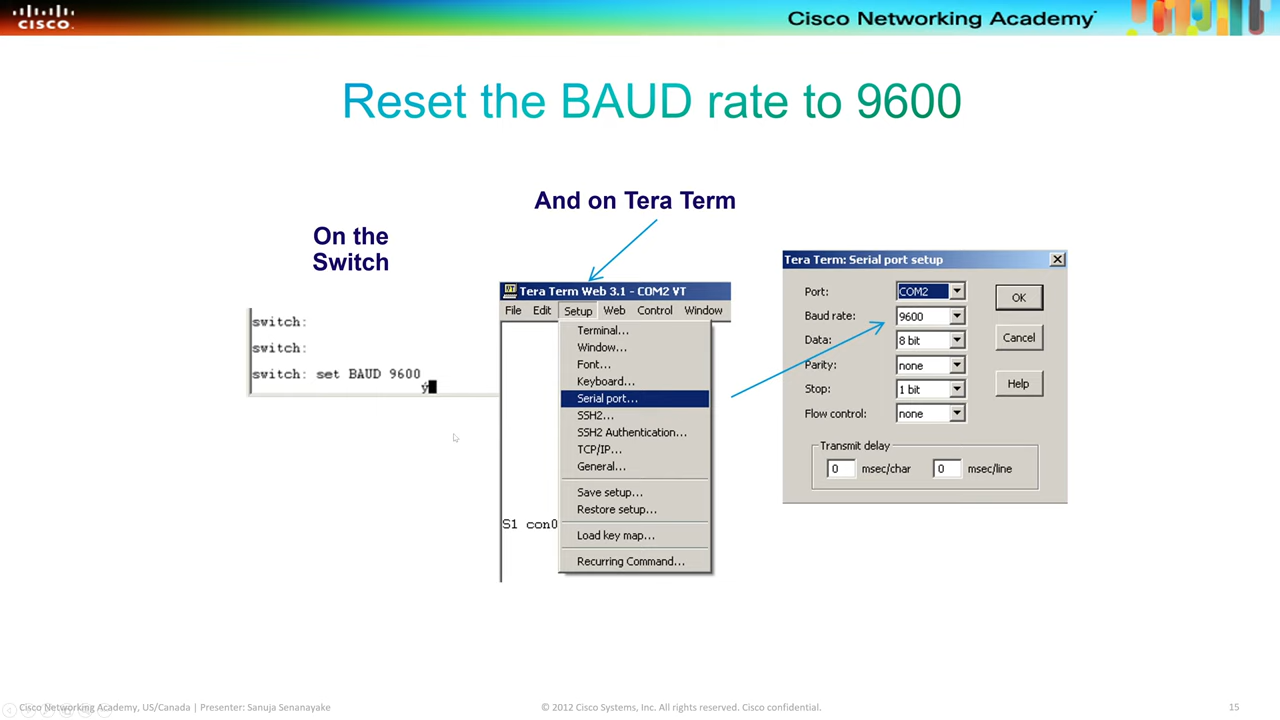 CISCO.
Cisco Networking Academy
Reset the BAUD rate to 9600
And on Tera Term
On the
Switch
switch:
switch:
switch: set BAUD 9600
ý
Tera Term Web 3.1 - COM2 VT
File Edit Setup Web Control Window
Terminal...
Window...
Font...
Keyboard...
Serial port...
SSH2...
SSH2 Authentication...
TCP/IP...
General...
Save setup...
Restore setup...
Load key map...
Recurring Command...
S1 con0
Tera Term: Serial port setup
Port: COM2 OK
Baud rate: 9600
Data: 8 bit Cancel
Parity: none
Stop: 1 bit Help
Flow control: none
Transmit delay
0 msec/char 0 msec/line
Cisco Networking Academy, US/Canada | Presenter: Sanuja Senanayake
© 2012 Cisco Systems, Inc. All rights reserved. Cisco confidential.
15